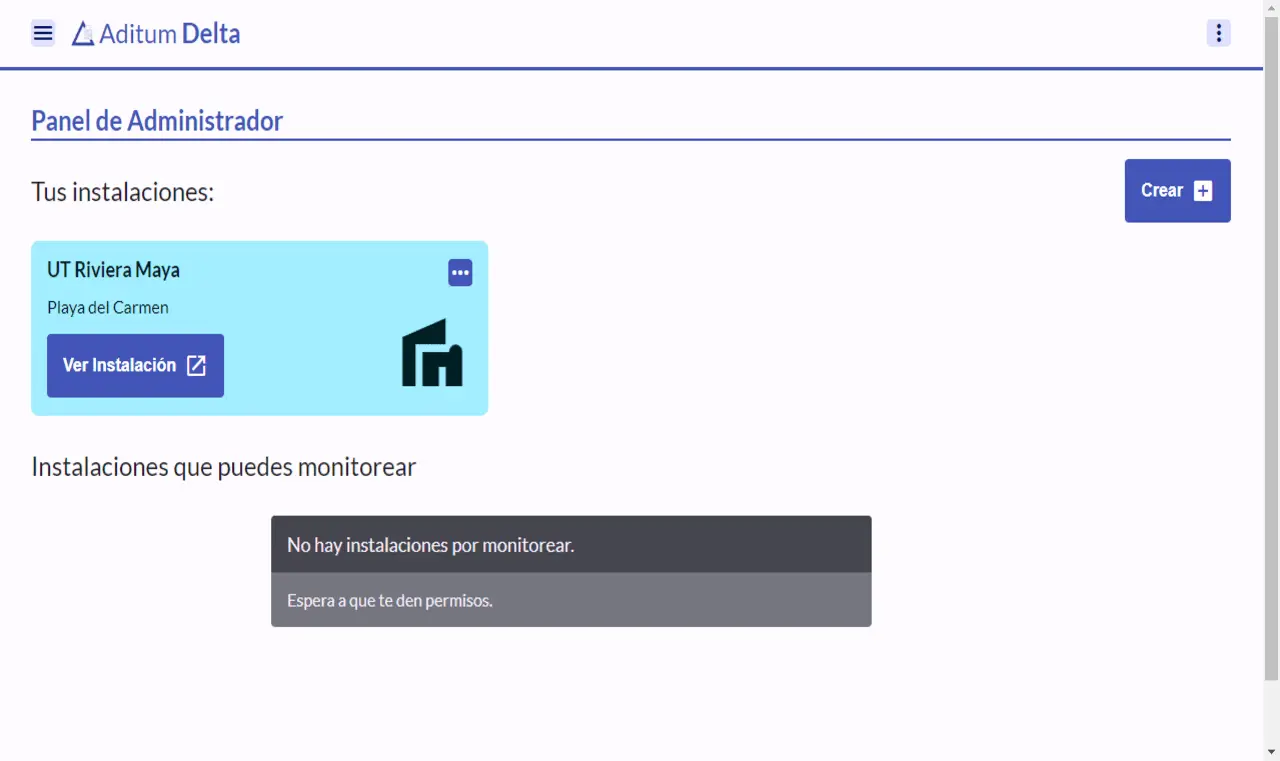 Aditum Delta
Panel de Administrador
Tus instalaciones:
Crear
UT Riviera Maya
Playa del Carmen
Ver Instalación
Instalaciones que puedes monitorear
No hay instalaciones por monitorear.
Espera a que te den permisos.